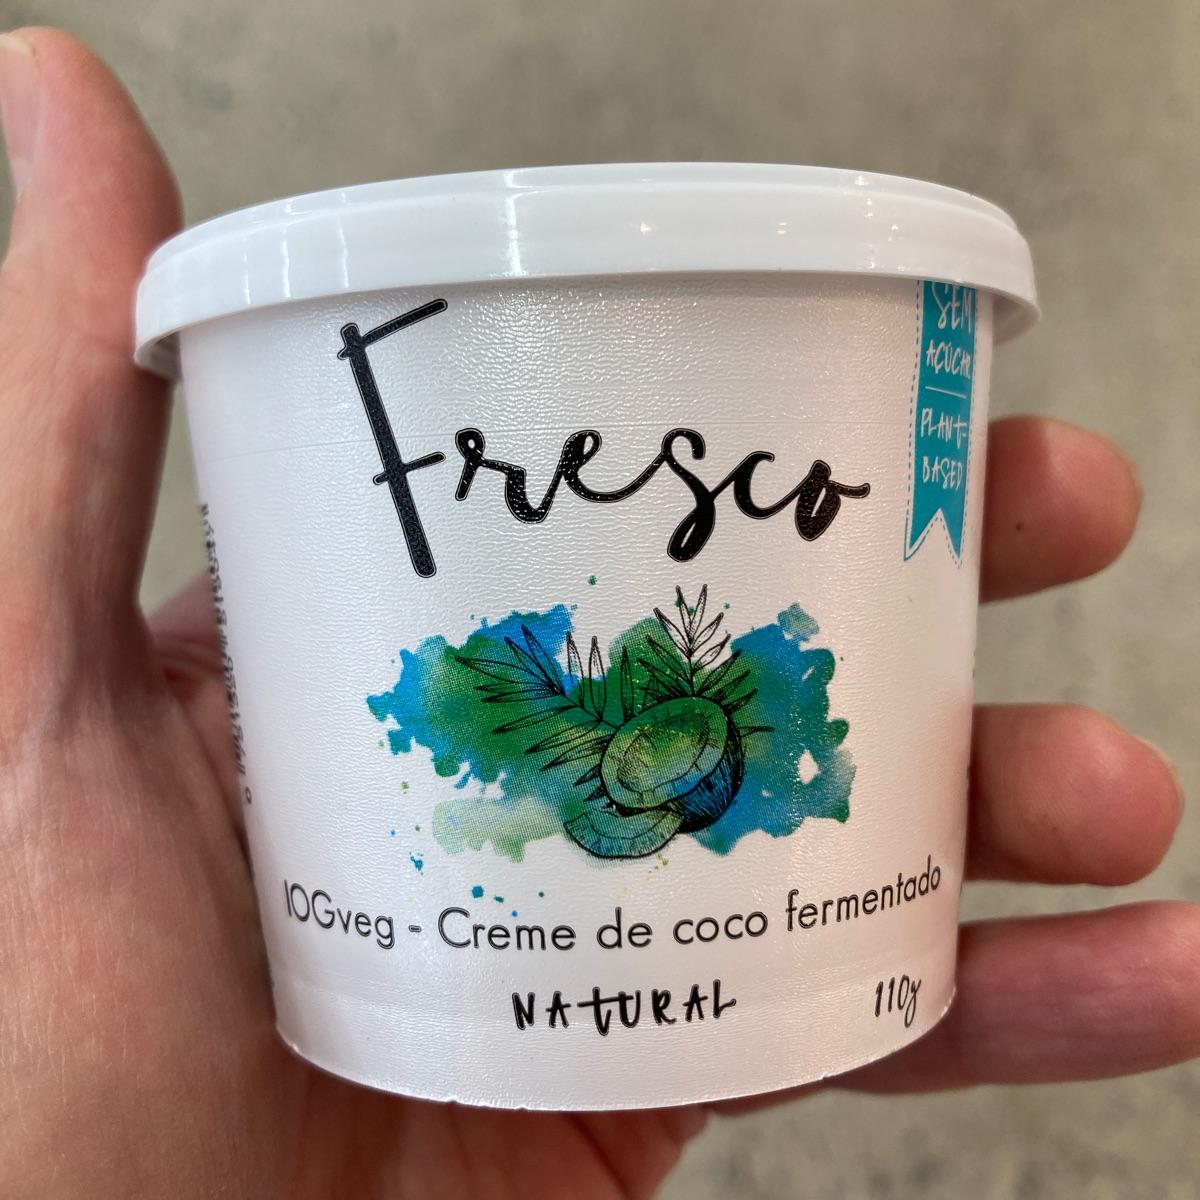 Fresco
SEM
AÇÚCAR
PLANT-
BASED
IOGveg - Creme de coco fermentado
NATURAL
110g